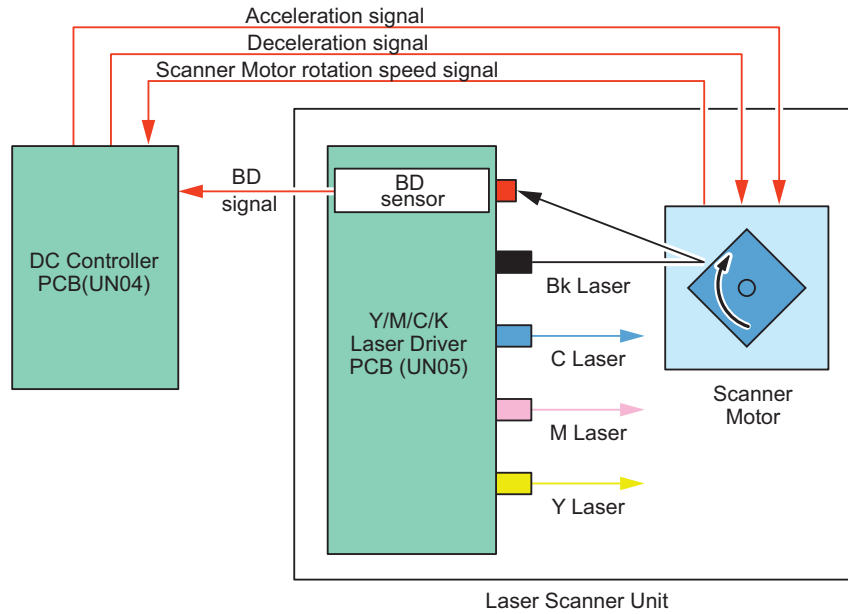 Acceleration signal
Deceleration signal
Scanner Motor rotation speed signal
BD
signal
BD
sensor
DC Controller
PCB(UN04)
Bk Laser
Y/M/C/K
Laser Driver
PCB (UN05)
C Laser
Scanner
Motor
M Laser
Y Laser
Laser Scanner Unit